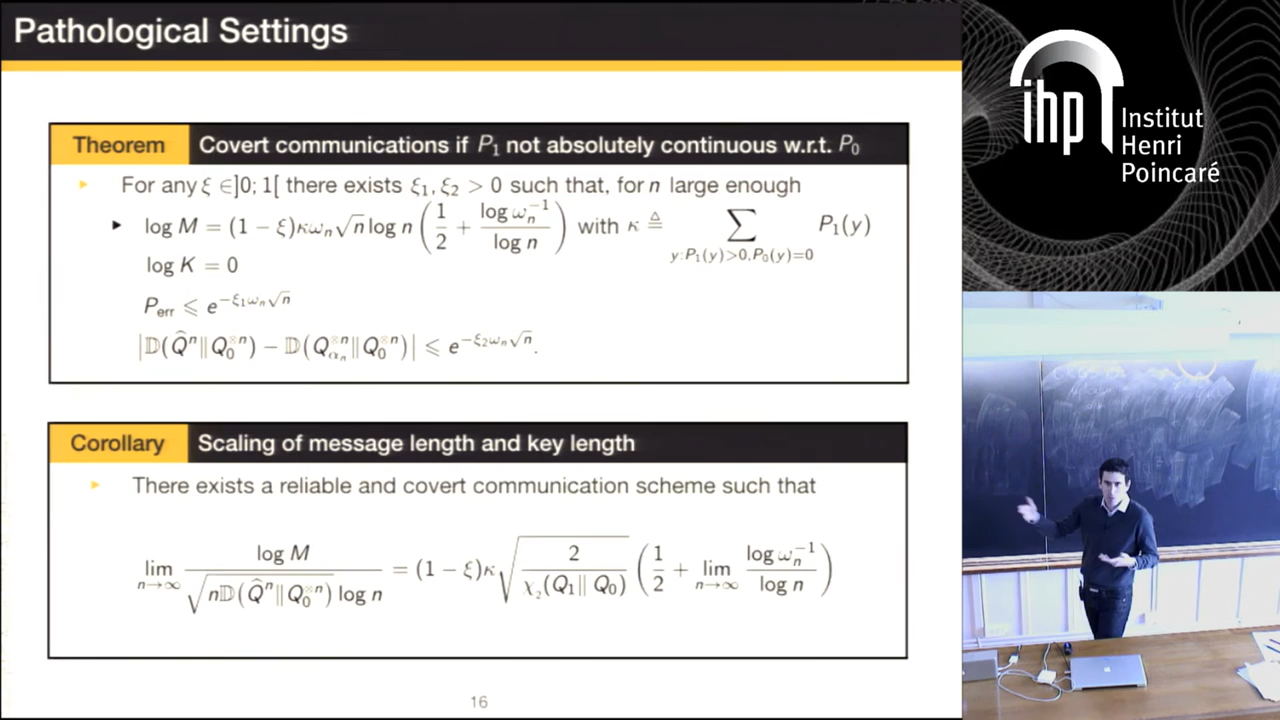 Pathological Settings
Theorem Covert communications if P₁ not absolutely continuous w.r.t. P₀
For any ξ ∈]0; 1[ there exists ξ₁, ξ₂ > 0 such that, for n large enough
log M = (1 − ξ)κωₙ√n log n (1/2 + log ωₙ⁻¹ / log n) with κ ≜ ∑_{y:P₁(y)>0,P₀(y)=0} P₁(y)
log K = 0
P_err ⩽ e^{−ξ₁ωₙ√n}
|𝔻(Q̂ⁿ‖Q₀^{⊗n}) − 𝔻(Q_{αₙ}^{⊗n}‖Q₀^{⊗n})| ⩽ e^{−ξ₂ωₙ√n}.
Corollary Scaling of message length and key length
There exists a reliable and covert communication scheme such that
lim_{n→∞} log M / (√(n𝔻(Q̂ⁿ‖Q₀^{⊗n})) log n) = (1 − ξ)κ√(2 / χ₂(Q₁‖Q₀)) (1/2 + lim_{n→∞} log ωₙ⁻¹ / log n)
16
ihp
Institut
Henri
Poincaré